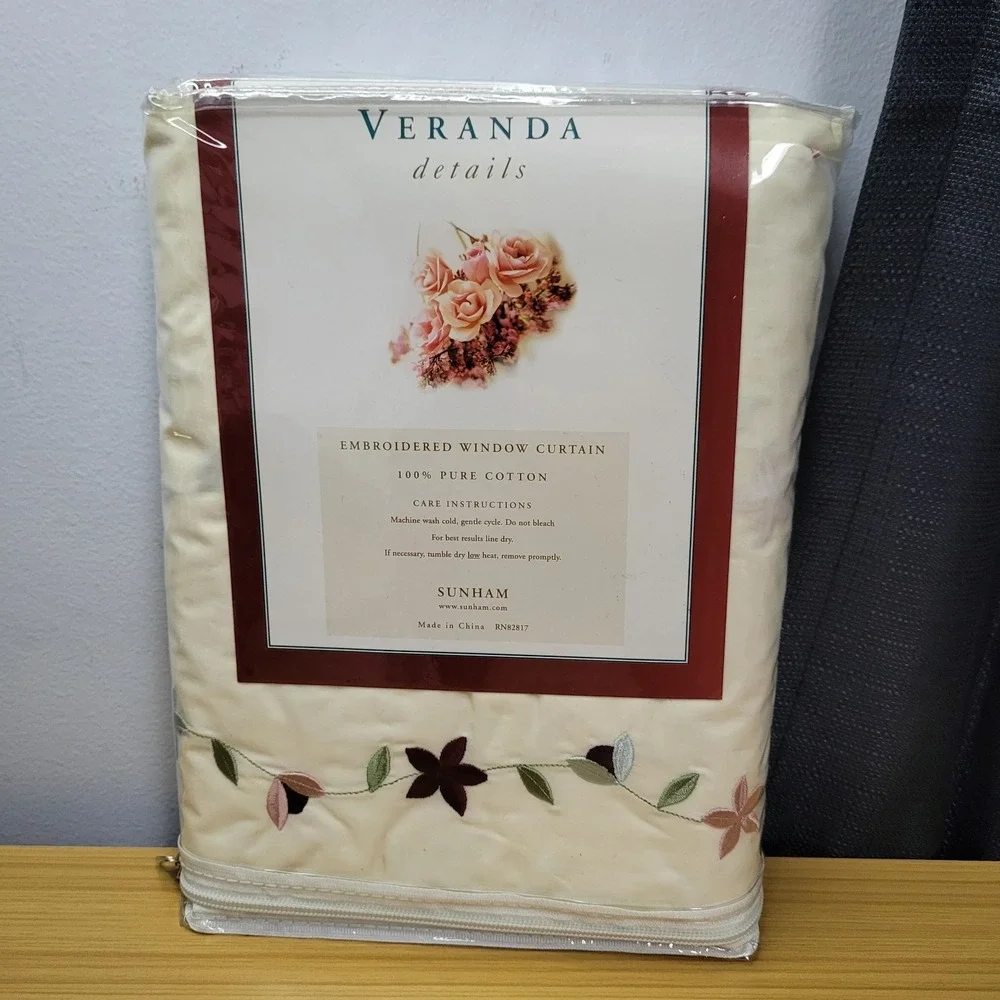 VERANDA
details
EMBROIDERED WINDOW CURTAIN
100% PURE COTTON
CARE INSTRUCTIONS
Machine wash cold, gentle cycle. Do not bleach
For best results line dry.
If necessary, tumble dry low heat, remove promptly.
SUNHAM
www.sunham.com
Made in China RN82817